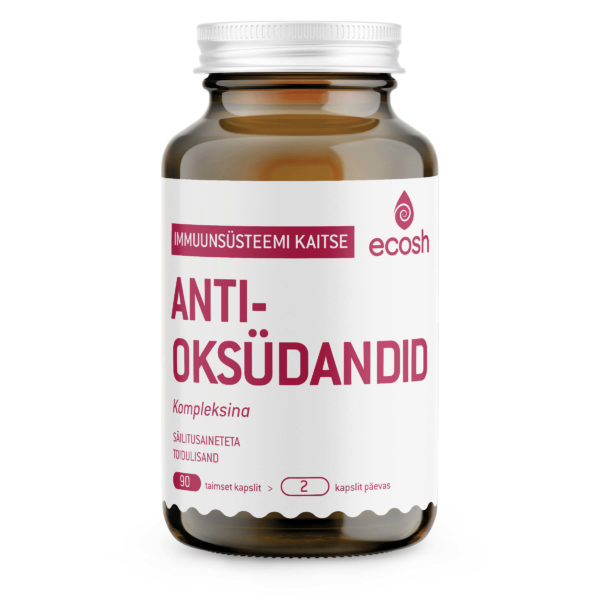 ecosh
IMMUUNSÜSTEEMI KAITSE
ANTI-
OKSÜDANDID
Kompleksina
SÄILITUSAINETETA
TOIDULISAND
90 taimset kapslit > 2 kapslit päevas